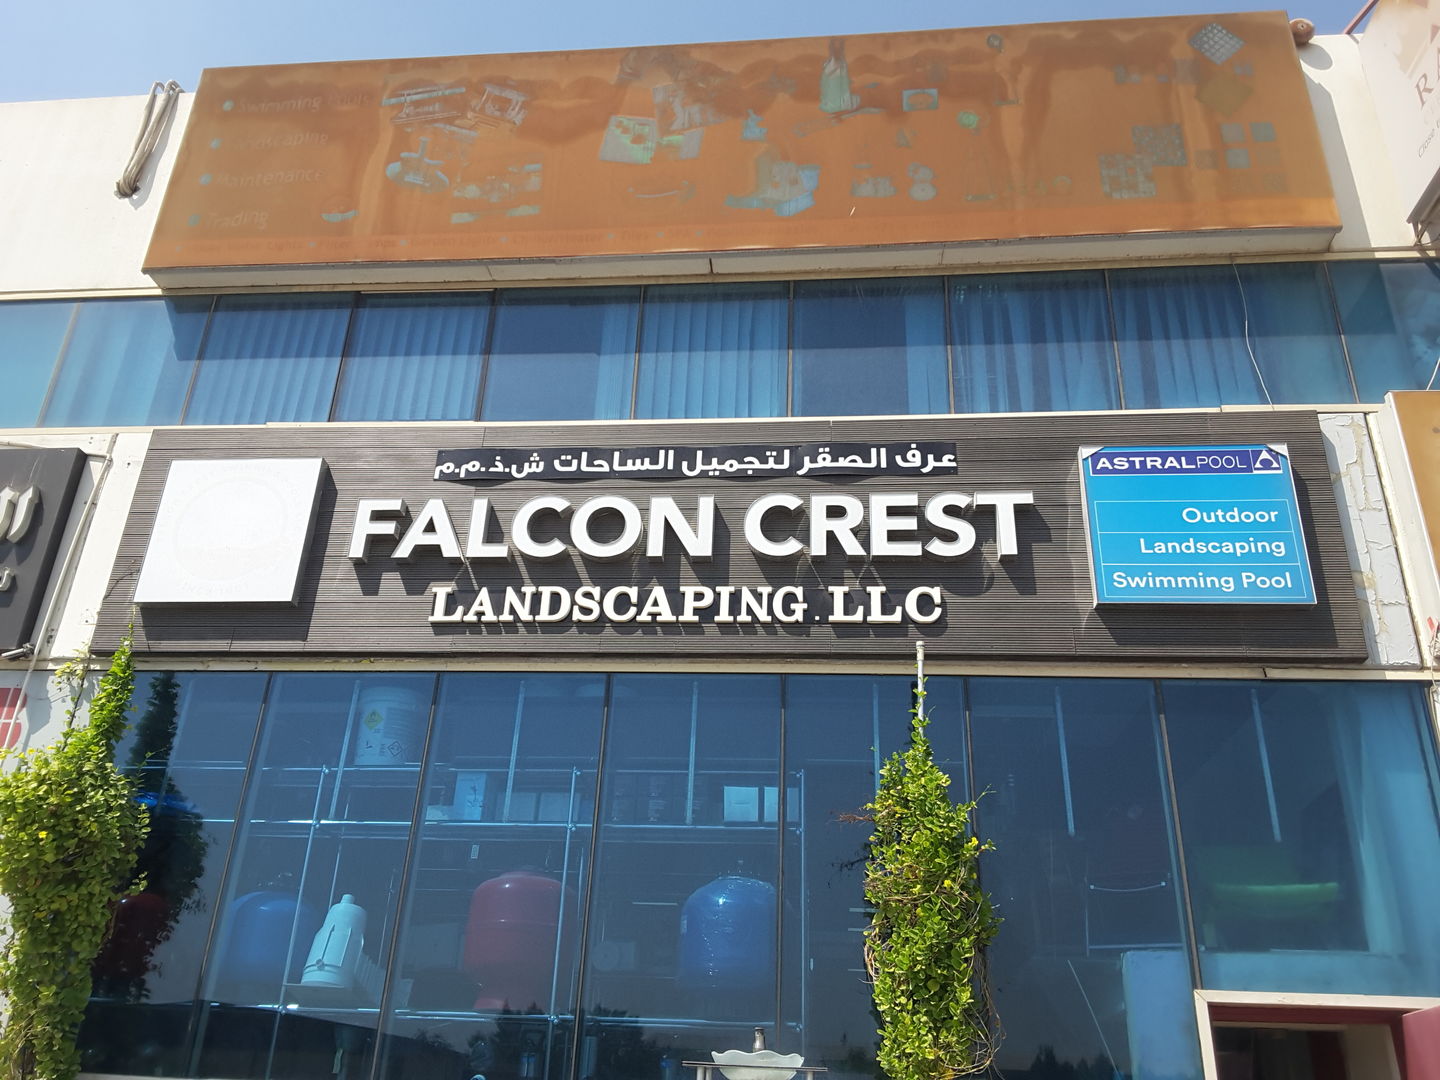 Swimming Pools
Landscaping
Maintenance
Trading
عرف الصقر لتجميل الساحات ش.ذ.م.م
FALCON CREST
LANDSCAPING.LLC
ASTRALPOOL
Outdoor
Landscaping
Swimming Pool